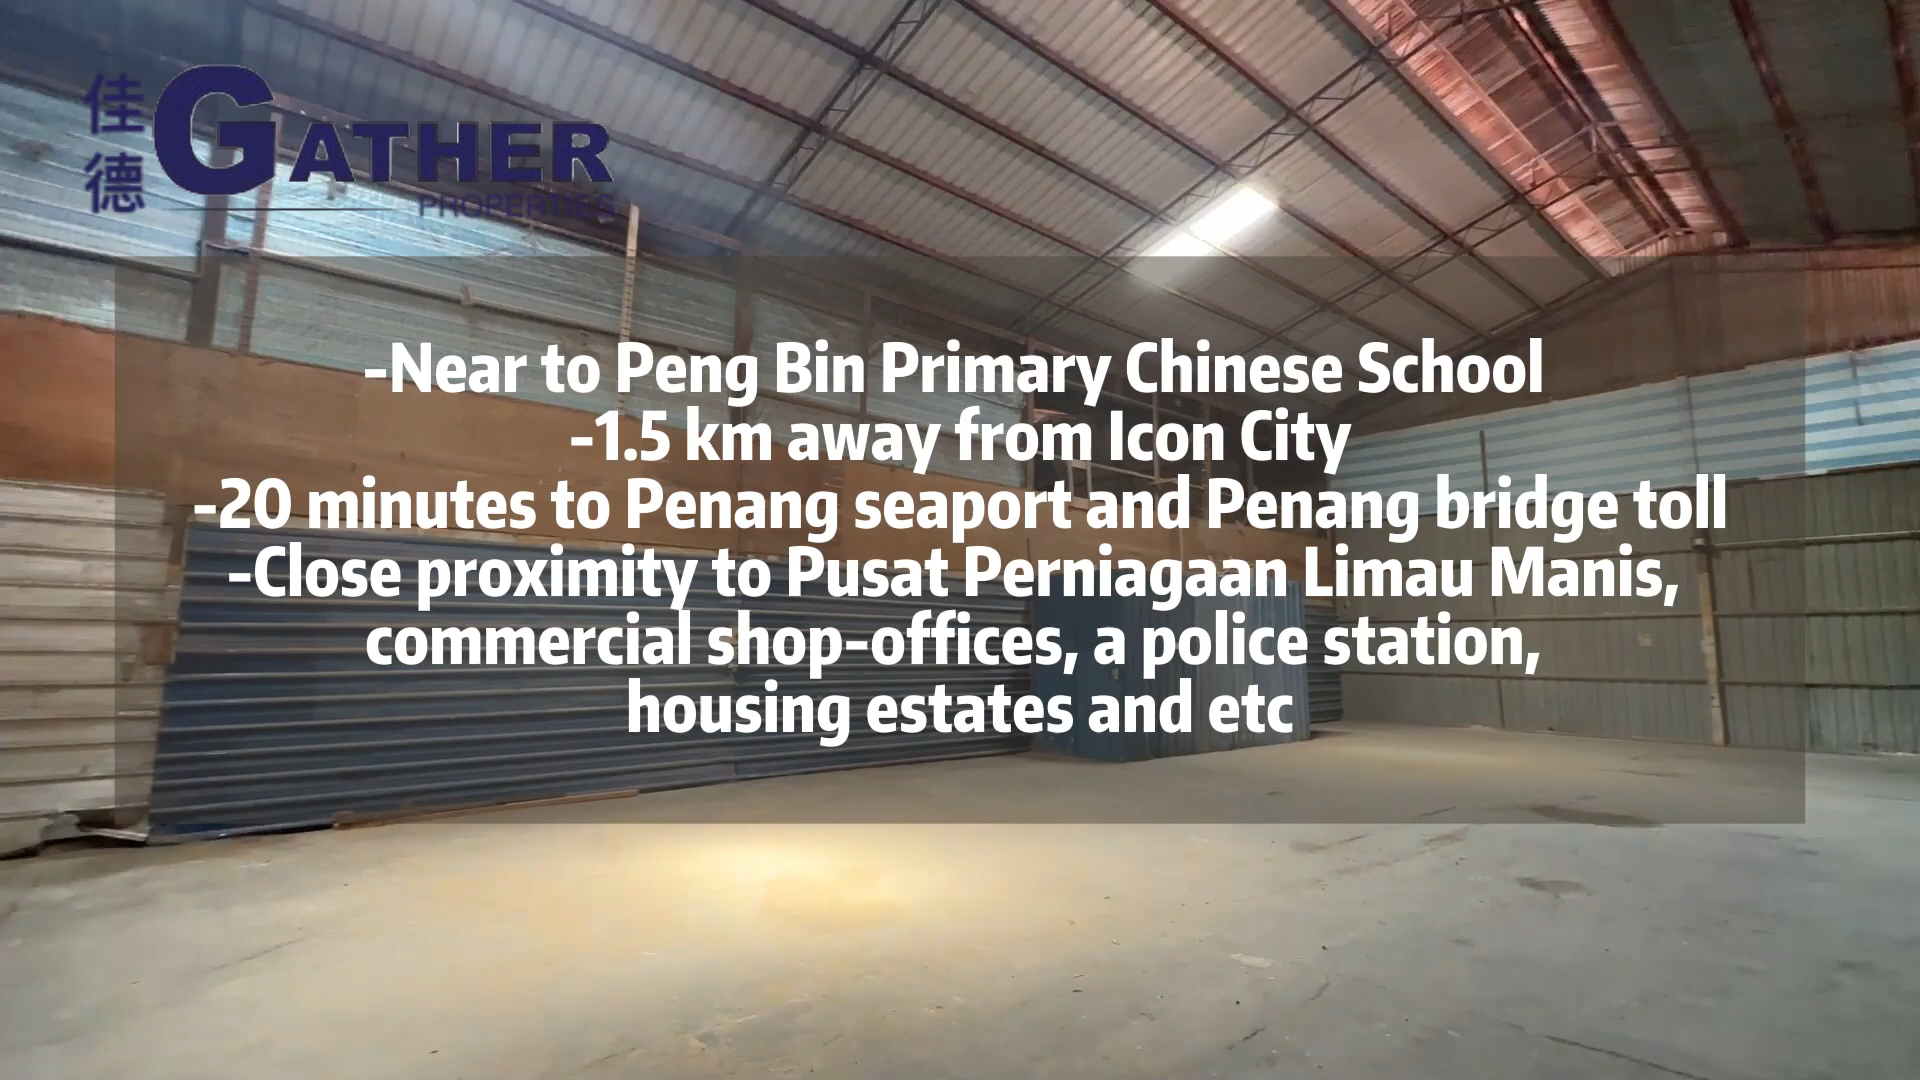 佳德
GATHER
PROPERTIES
-Near to Peng Bin Primary Chinese School
-1.5 km away from Icon City
-20 minutes to Penang seaport and Penang bridge toll
-Close proximity to Pusat Perniagaan Limau Manis,
commercial shop-offices, a police station,
housing estates and etc